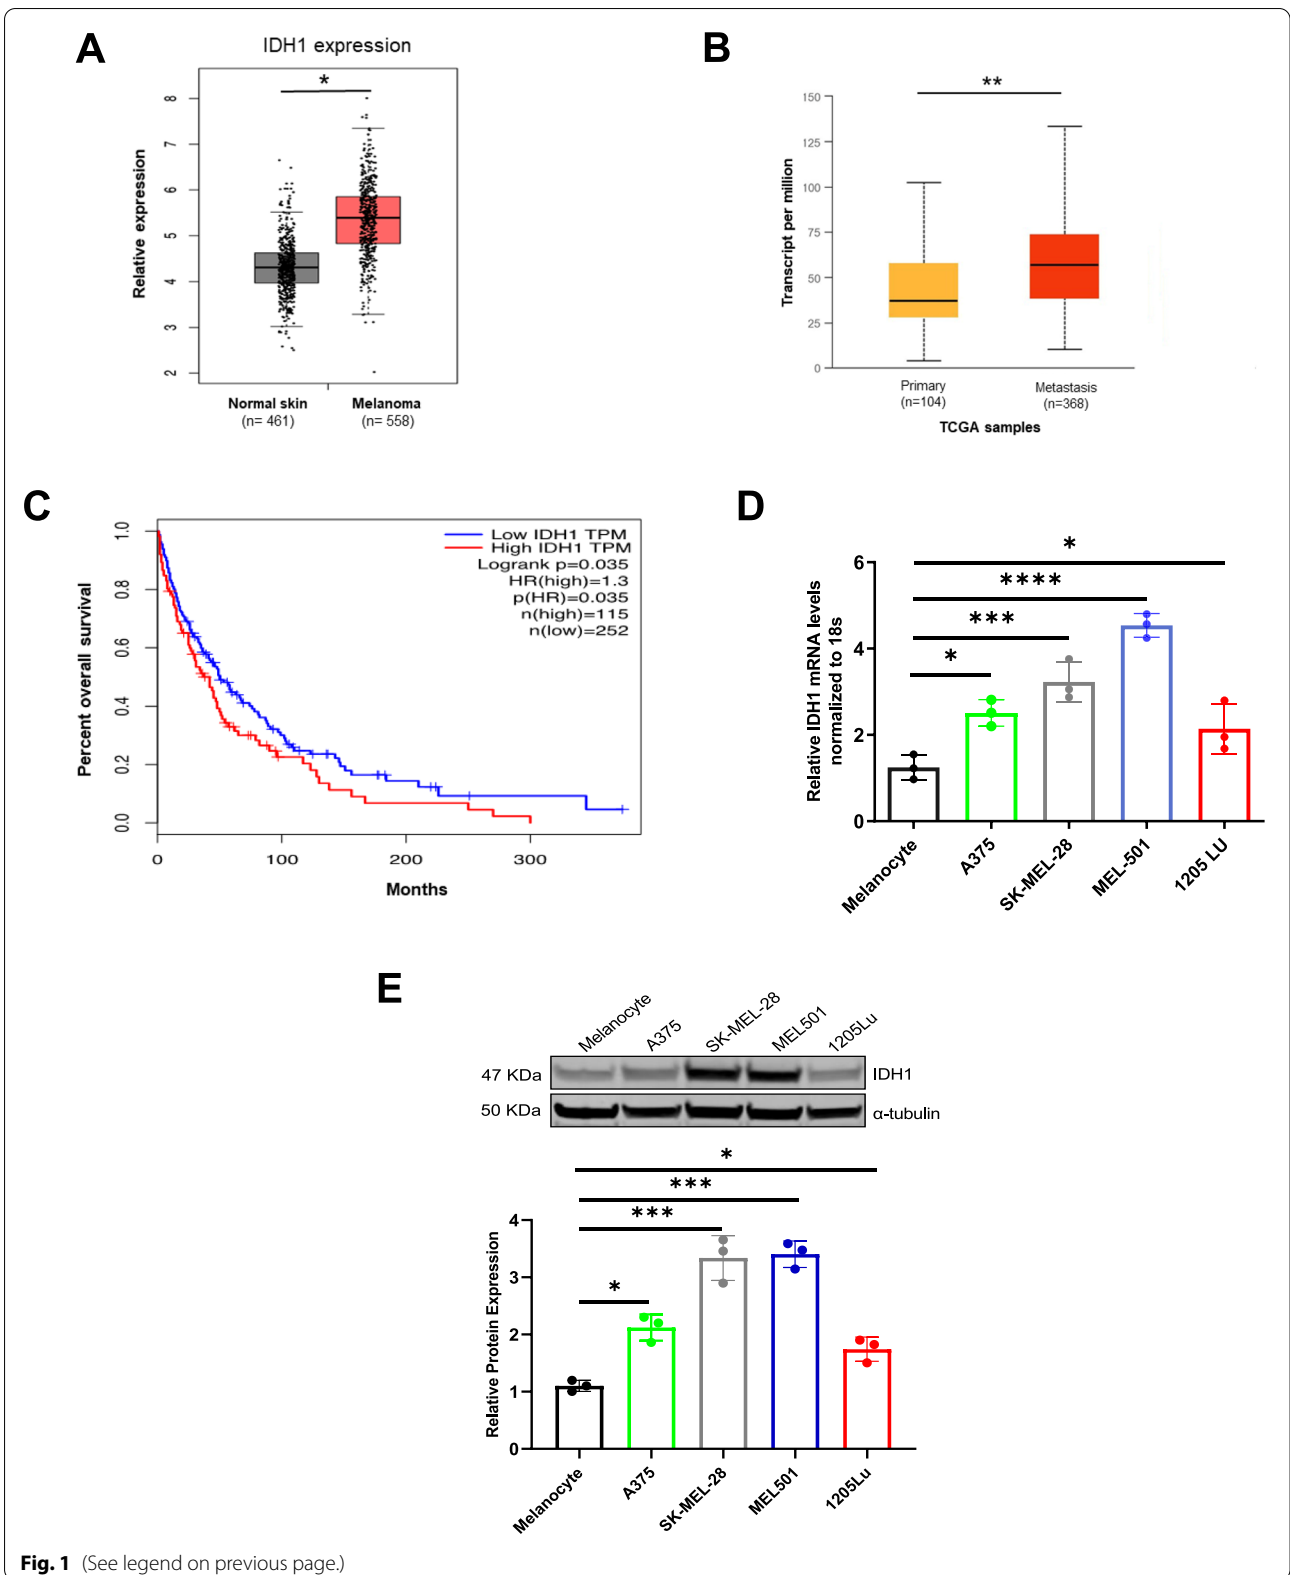 A
IDH1 expression
*
Relative expression
8
7
6
5
4
3
2
Normal skin
(n= 461)
Melanoma
(n= 558)
B
**
Transcript per million
150
125
100
75
50
25
0
Primary
(n=104)
Metastasis
(n=368)
TCGA samples
C
Percent overall survival
1.0
0.8
0.6
0.4
0.2
0.0
Low IDH1 TPM
High IDH1 TPM
Logrank p=0.035
HR(high)=1.3
p(HR)=0.035
n(high)=115
n(low)=252
0
100
200
300
Months
D
*
****
***
*
Relative IDH1 mRNA levels
normalized to 18s
6
4
2
0
Melanocyte
A375
SK-MEL-28
MEL-501
1205 LU
E
Melanocyte
A375
SK-MEL-28
MEL501
1205Lu
47 KDa
IDH1
50 KDa
α-tubulin
*
***
***
*
Relative Protein Expression
4
3
2
1
0
Melanocyte
A375
SK-MEL-28
MEL501
1205Lu
Fig. 1 (See legend on previous page.)